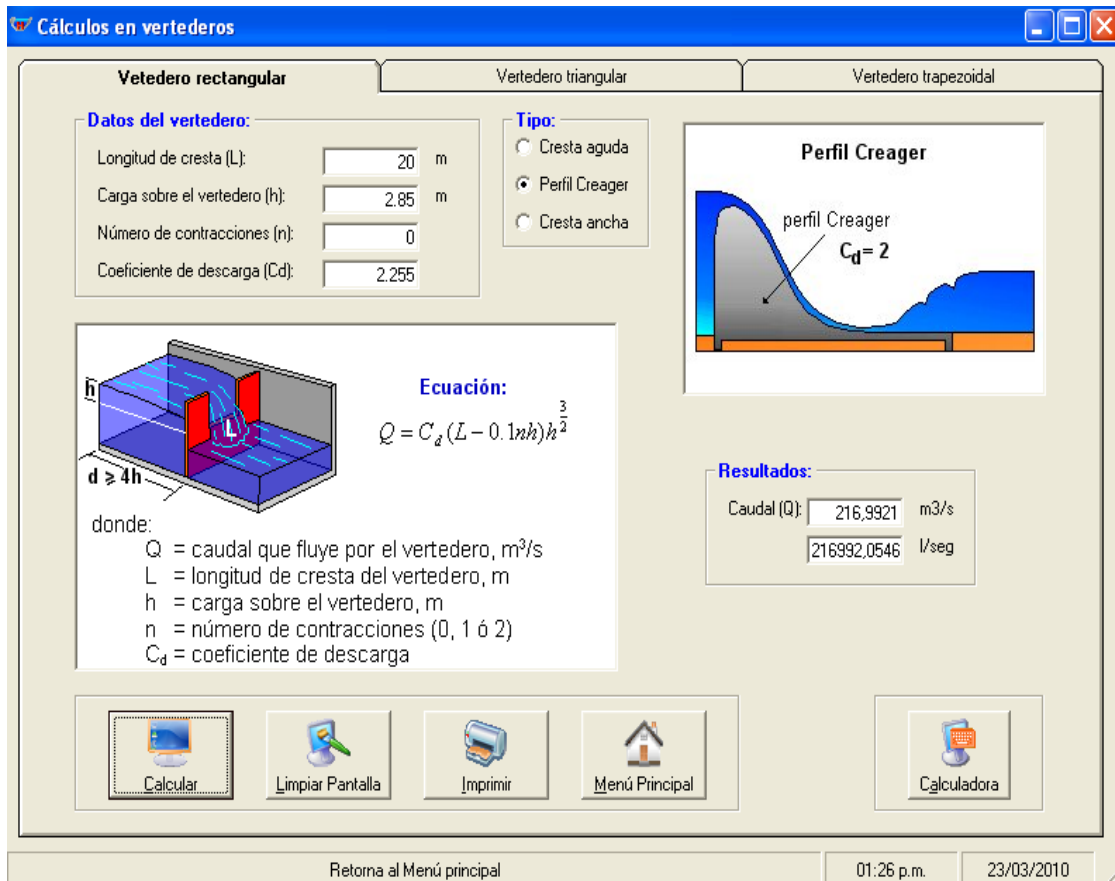 Cálculos en vertederos
Vetedero rectangular
Vertedero triangular
Vertedero trapezoidal
Datos del vertedero:
Longitud de cresta (L): 20 m
Carga sobre el vertedero (h): 2.85 m
Número de contracciones (n): 0
Coeficiente de descarga (Cd): 2.255
Tipo:
Cresta aguda
Perfil Creager
Cresta ancha
Perfil Creager
perfil Creager
Cd = 2
h
L
d ⩾ 4h
Ecuación:
Q = Cd (L − 0.1nh)h^(3/2)
donde:
Q = caudal que fluye por el vertedero, m³/s
L = longitud de cresta del vertedero, m
h = carga sobre el vertedero, m
n = número de contracciones (0, 1 ó 2)
Cd = coeficiente de descarga
Resultados:
Caudal (Q): 216,9921 m3/s
216992,0546 l/seg
Calcular
Limpiar Pantalla
Imprimir
Menú Principal
Calculadora
Retorna al Menú principal
01:26 p.m.
23/03/2010